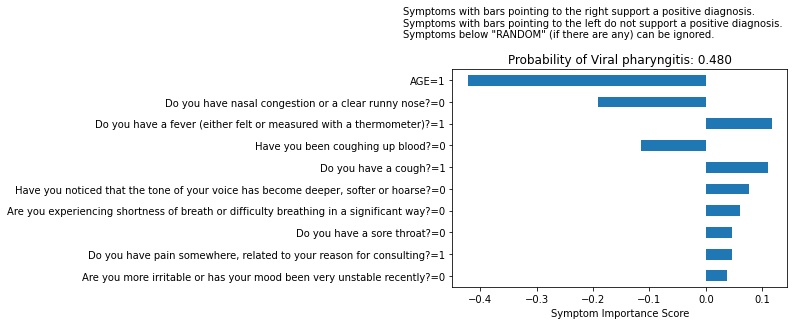 Symptoms with bars pointing to the right support a positive diagnosis.
Symptoms with bars pointing to the left do not support a positive diagnosis.
Symptoms below "RANDOM" (if there are any) can be ignored.
Probability of Viral pharyngitis: 0.480
AGE=1
Do you have nasal congestion or a clear runny nose?=0
Do you have a fever (either felt or measured with a thermometer)?=1
Have you been coughing up blood?=0
Do you have a cough?=1
Have you noticed that the tone of your voice has become deeper, softer or hoarse?=0
Are you experiencing shortness of breath or difficulty breathing in a significant way?=0
Do you have a sore throat?=0
Do you have pain somewhere, related to your reason for consulting?=1
Are you more irritable or has your mood been very unstable recently?=0
−0.4 −0.3 −0.2 −0.1 0.0 0.1
Symptom Importance Score